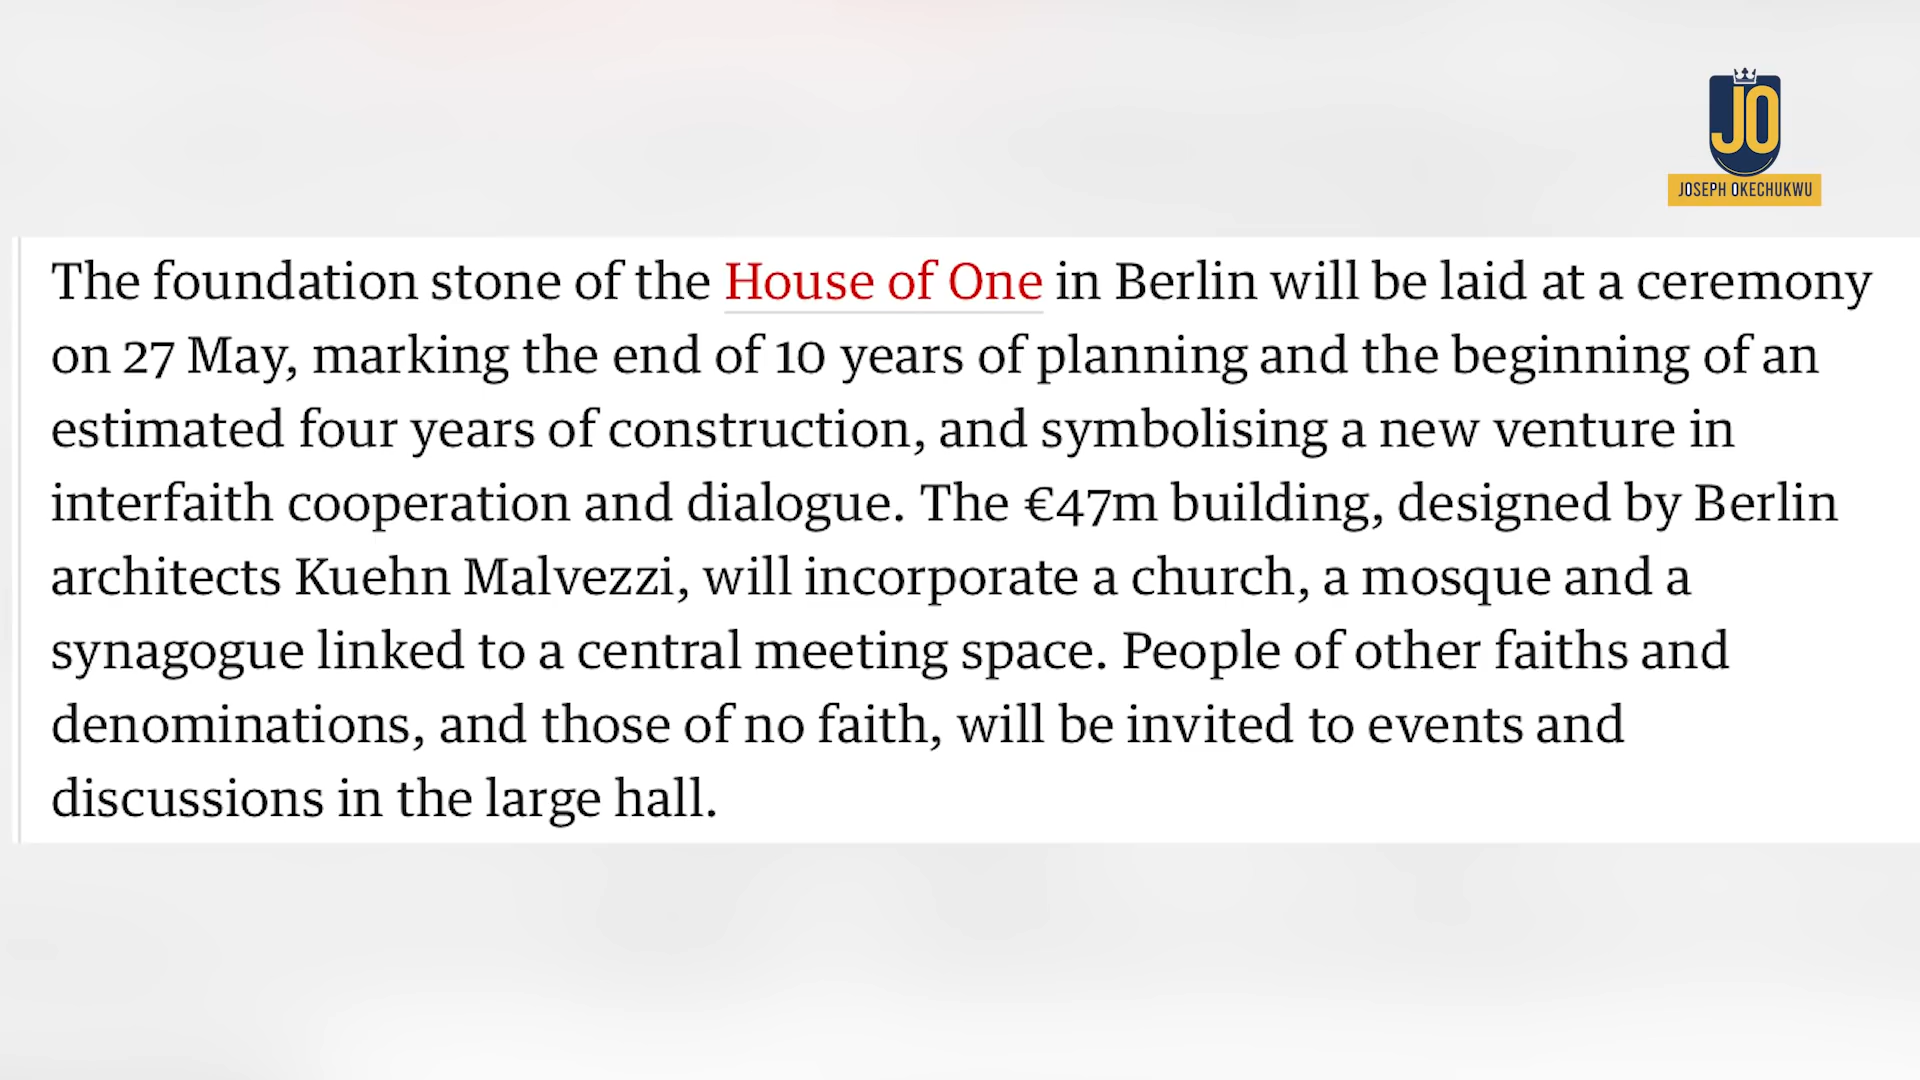 JO
JOSEPH OKECHUKWU
The foundation stone of the House of One in Berlin will be laid at a ceremony
on 27 May, marking the end of 10 years of planning and the beginning of an
estimated four years of construction, and symbolising a new venture in
interfaith cooperation and dialogue. The €47m building, designed by Berlin
architects Kuehn Malvezzi, will incorporate a church, a mosque and a
synagogue linked to a central meeting space. People of other faiths and
denominations, and those of no faith, will be invited to events and
discussions in the large hall.